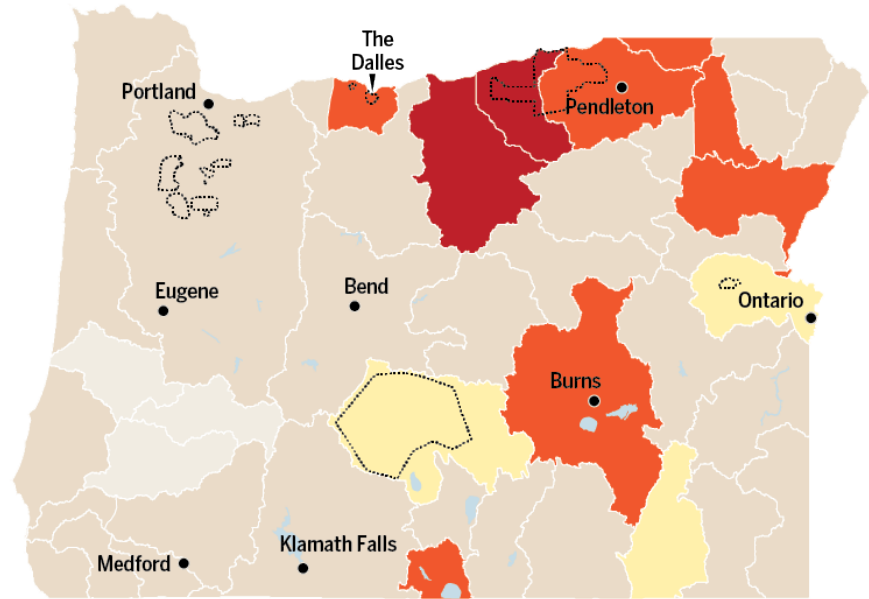 The
Dalles
Portland
Pendleton
Eugene
Bend
Ontario
Burns
Klamath Falls
Medford